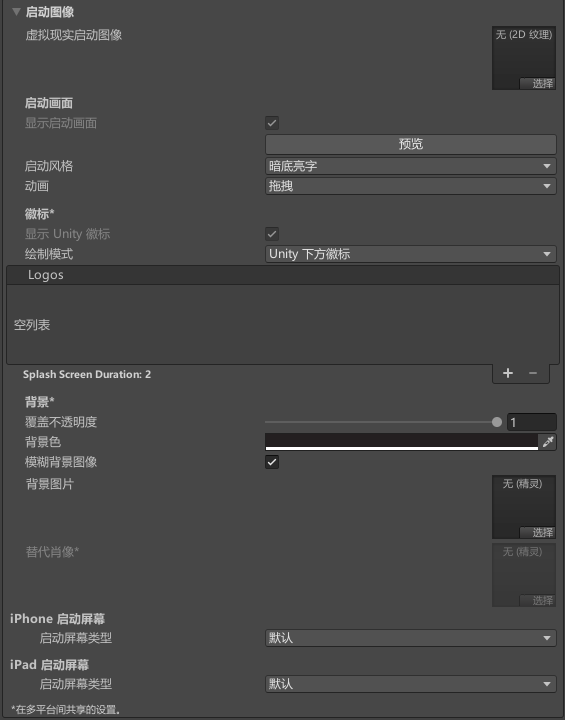 启动图像
虚拟现实启动图像
无 (2D 纹理)
选择
启动画面
显示启动画面
预览
启动风格 暗底亮字
动画 拖拽
徽标*
显示 Unity 徽标
绘制模式 Unity 下方徽标
Logos
空列表
Splash Screen Duration: 2
背景*
覆盖不透明度 1
背景色
模糊背景图像
背景图片
无 (精灵)
选择
替代肖像*
无 (精灵)
选择
iPhone 启动屏幕
启动屏幕类型 默认
iPad 启动屏幕
启动屏幕类型 默认
*在多平台间共享的设置。